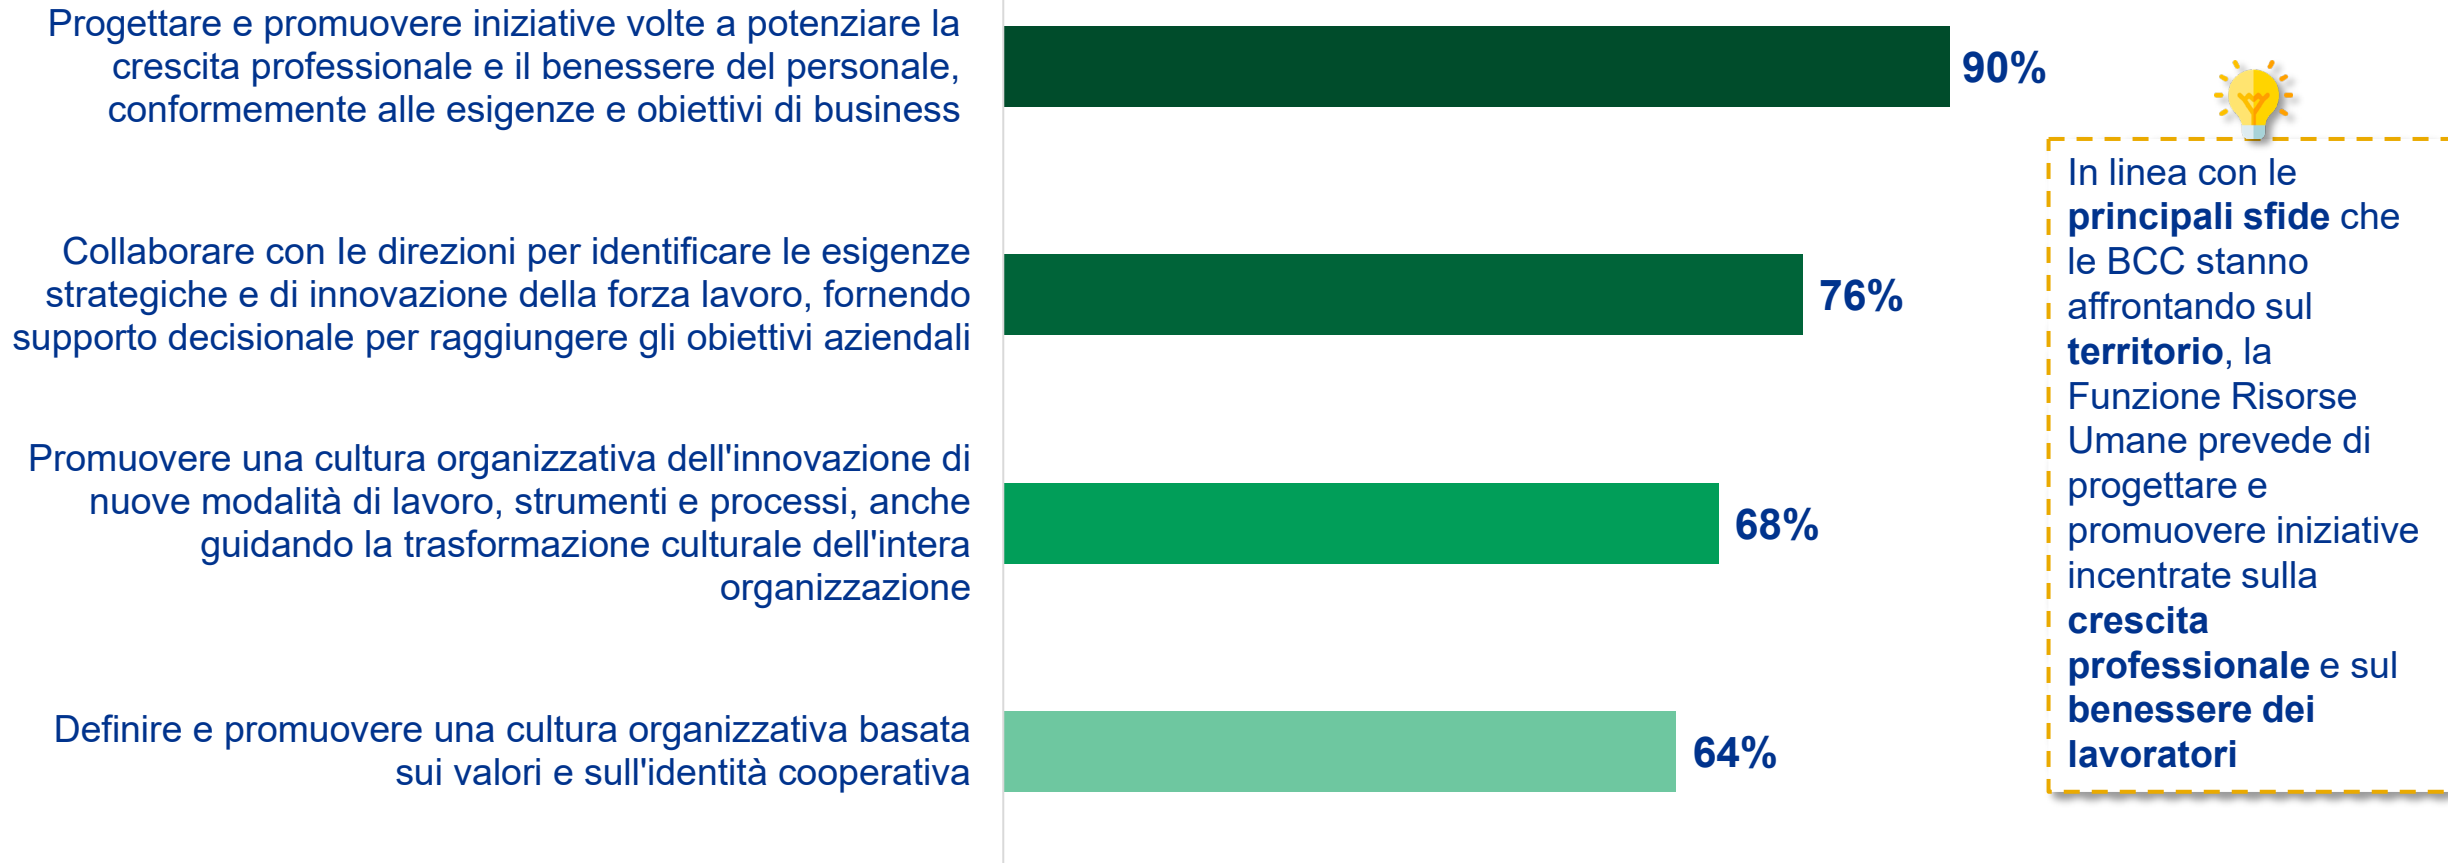 Progettare e promuovere iniziative volte a potenziare la
crescita professionale e il benessere del personale,
conformemente alle esigenze e obiettivi di business
90%
Collaborare con le direzioni per identificare le esigenze
strategiche e di innovazione della forza lavoro, fornendo
supporto decisionale per raggiungere gli obiettivi aziendali
76%
Promuovere una cultura organizzativa dell'innovazione di
nuove modalità di lavoro, strumenti e processi, anche
guidando la trasformazione culturale dell'intera
organizzazione
68%
Definire e promuovere una cultura organizzativa basata
sui valori e sull'identità cooperativa
64%
In linea con le
principali sfide che
le BCC stanno
affrontando sul
territorio, la
Funzione Risorse
Umane prevede di
progettare e
promuovere iniziative
incentrate sulla
crescita
professionale e sul
benessere dei
lavoratori